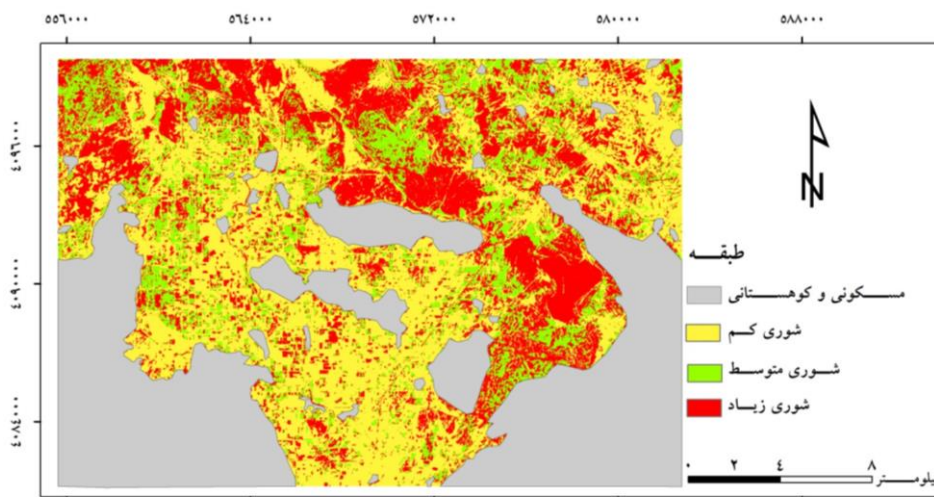 ۵۵۶۰۰۰ ۵۶۴۰۰۰ ۵۷۲۰۰۰ ۵۸۰۰۰۰ ۵۸۸۰۰۰
۴۰۹۶۰۰۰
۴۰۹۰۰۰۰
۴۰۸۴۰۰۰
N
طبقه
مسکونی و کوهستانی
شوری کم
شوری متوسط
شوری زیاد
۰ ۲ ۴ ۸
یلومتر